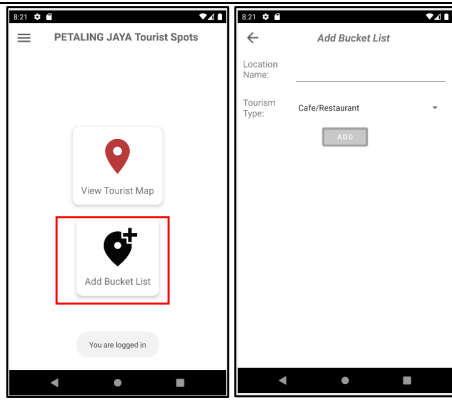 8:21
PETALING JAYA Tourist Spots
View Tourist Map
Add Bucket List
You are logged in
8:21
Add Bucket List
Location
Name:
Tourism
Type:
Cafe/Restaurant
ADD